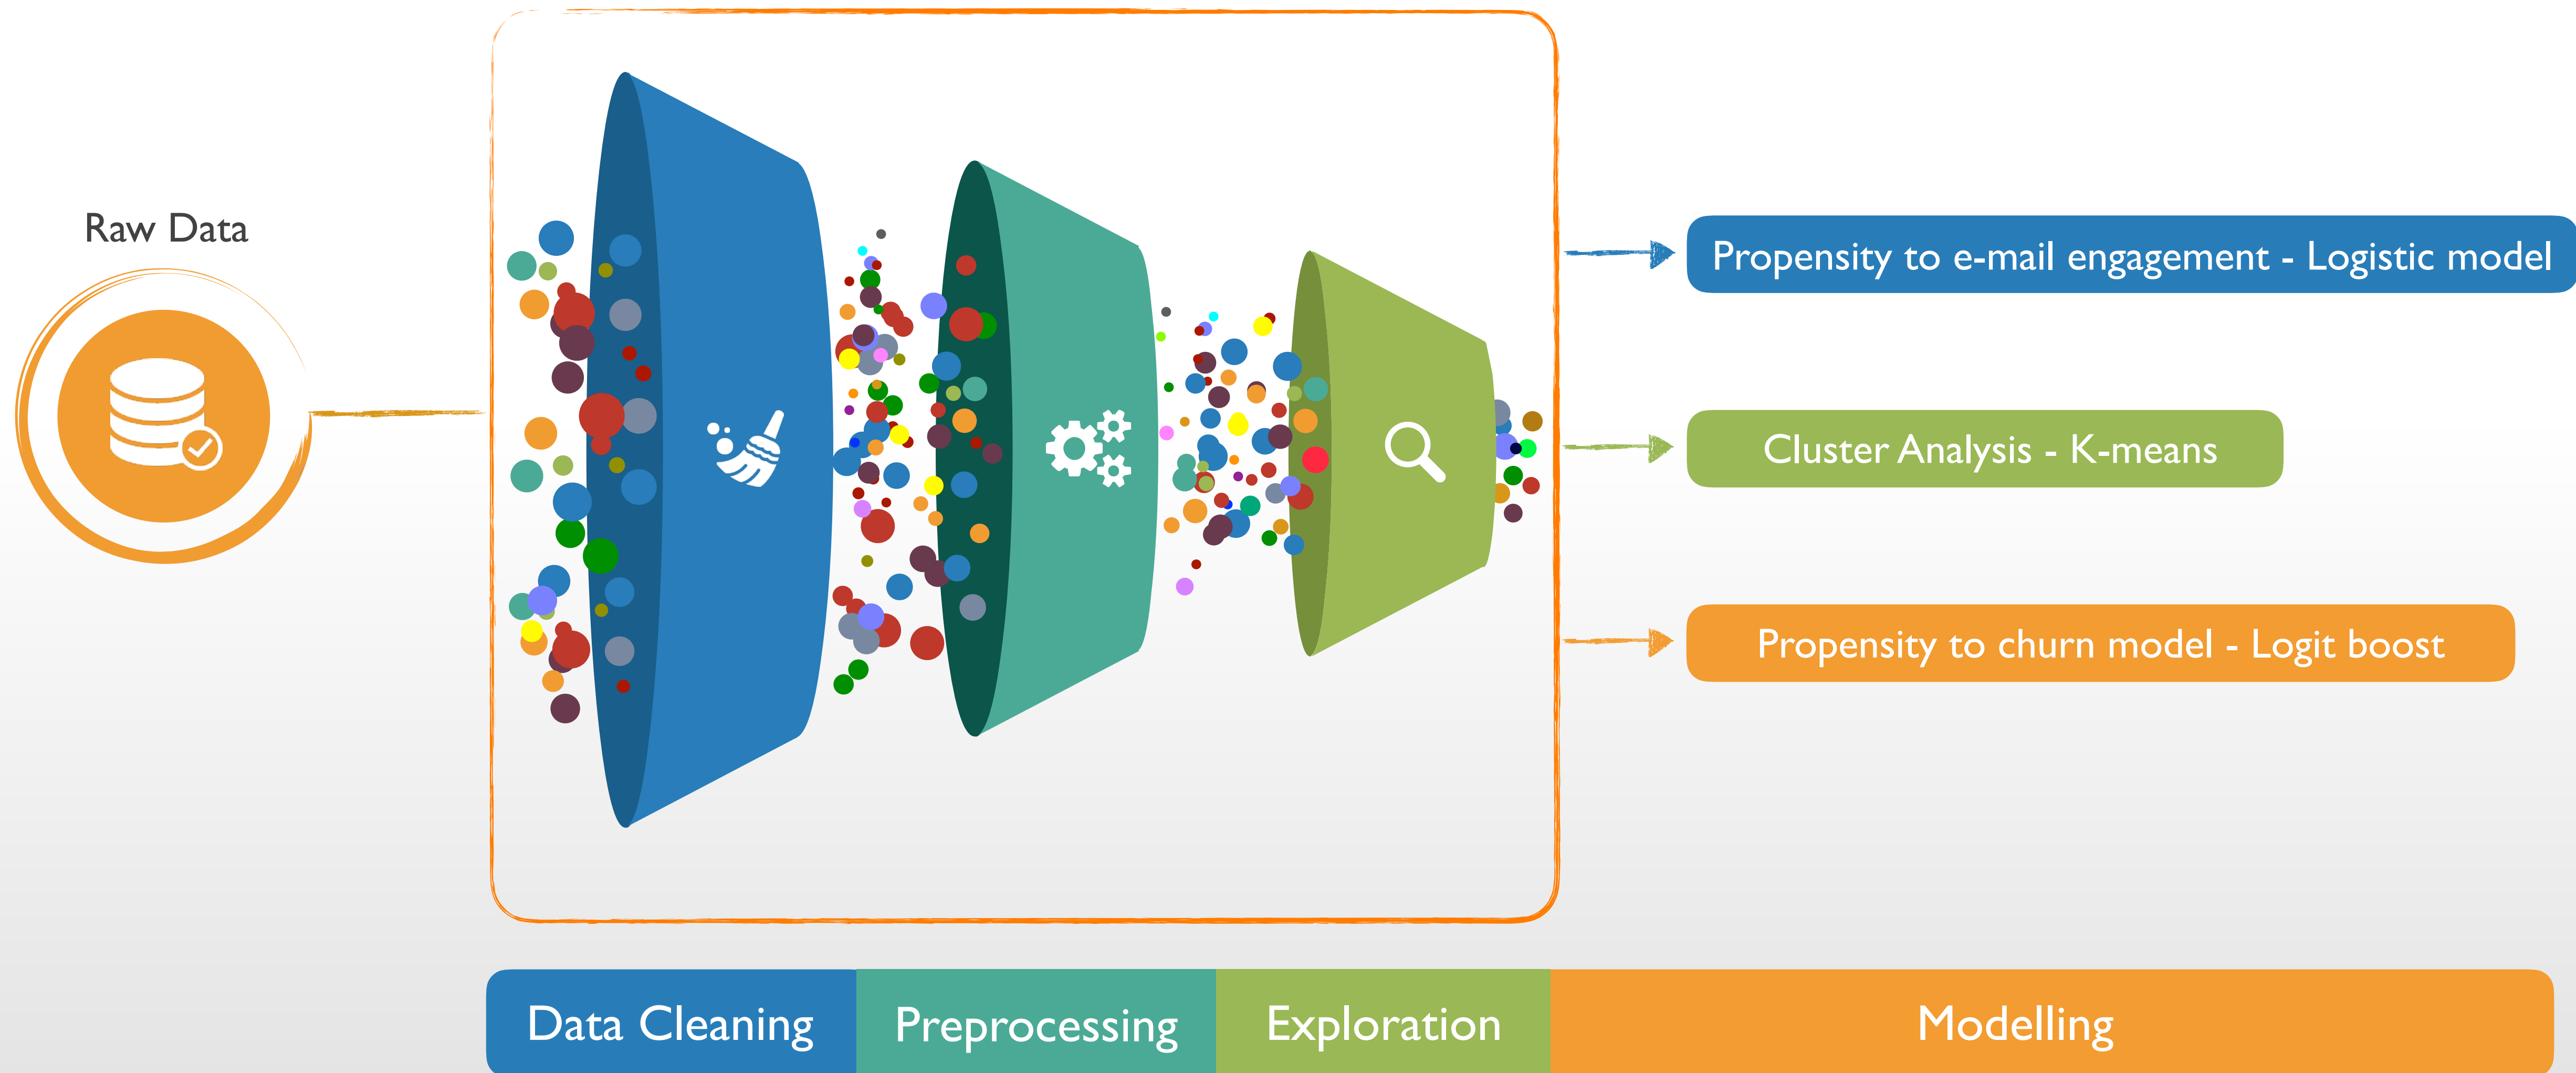 Raw Data
Propensity to e-mail engagement - Logistic model
Cluster Analysis - K-means
Propensity to churn model - Logit boost
Data Cleaning
Preprocessing
Exploration
Modelling